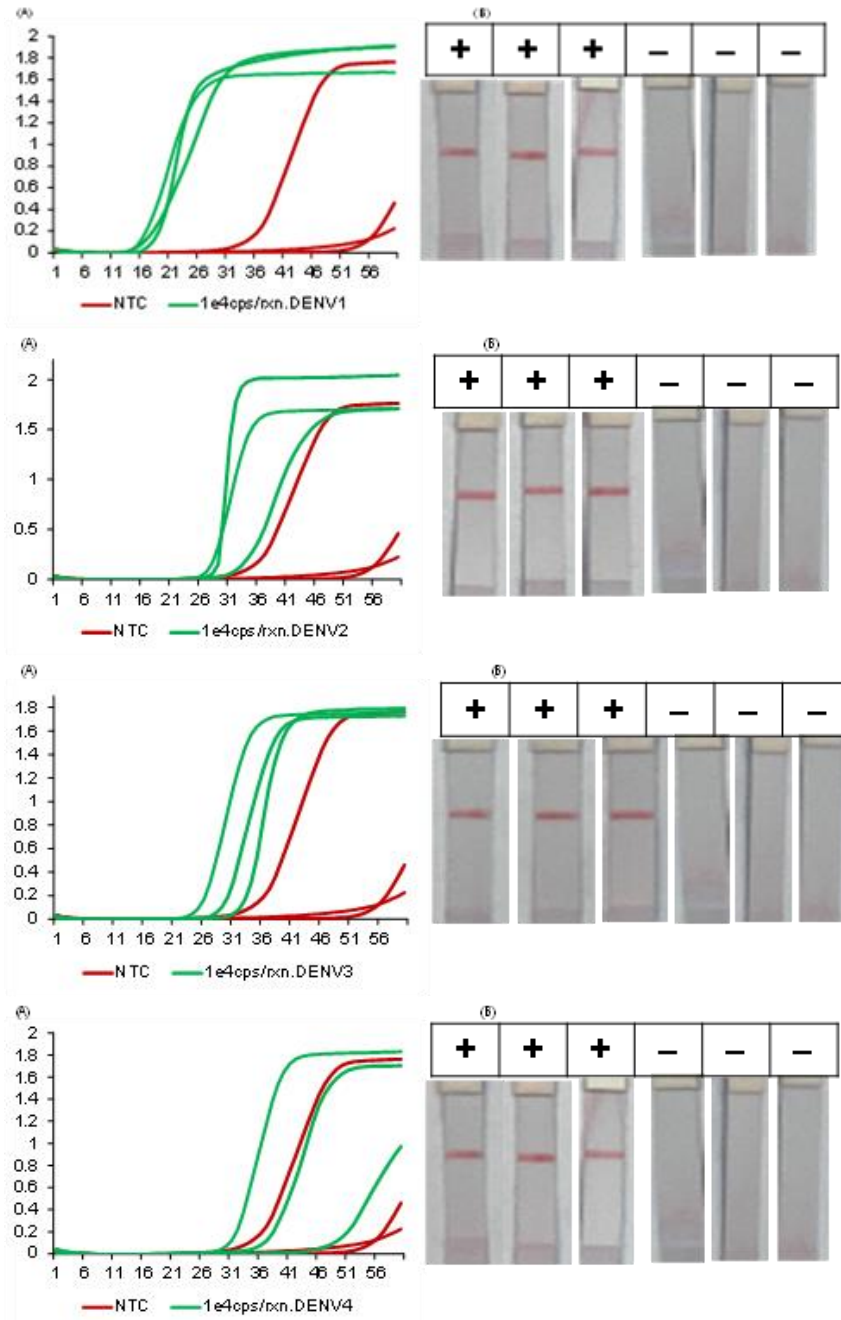 (A)
(B)
2
1.8
1.6
1.4
1.2
1
0.8
0.6
0.4
0.2
0
1 6 11 16 21 26 31 36 41 46 51 56
NTC 1e4cps/rxn.DENV1
+ + + − − −
(A)
(B)
2
1.5
1
0.5
0
1 6 11 16 21 26 31 36 41 46 51 56
NTC 1e4cps/rxn.DENV2
+ + + − − −
(A)
(B)
1.8
1.6
1.4
1.2
1
0.8
0.6
0.4
0.2
0
1 6 11 16 21 26 31 36 41 46 51 56
NTC 1e4cps/rxn.DENV3
+ + + − − −
(A)
(B)
2
1.8
1.6
1.4
1.2
1
0.8
0.6
0.4
0.2
0
1 6 11 16 21 26 31 36 41 46 51 56
NTC 1e4cps/rxn.DENV4
+ + + − − −